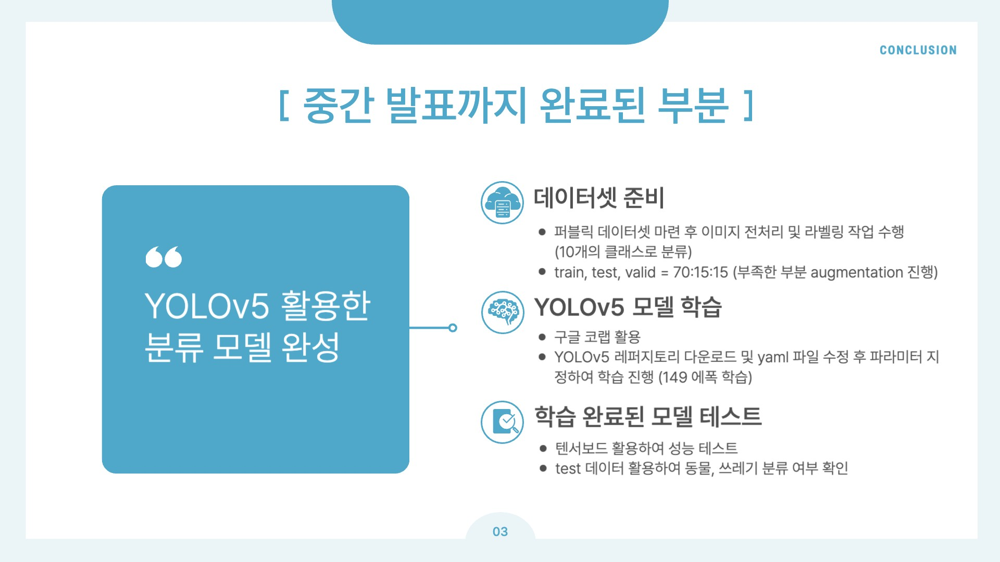 CONCLUSION
[ 중간 발표까지 완료된 부분 ]
“
YOLOv5 활용한
분류 모델 완성
데이터셋 준비
● 퍼블릭 데이터셋 마련 후 이미지 전처리 및 라벨링 작업 수행
(10개의 클래스로 분류)
● train, test, valid = 70:15:15 (부족한 부분 augmentation 진행)
YOLOv5 모델 학습
● 구글 코랩 활용
● YOLOv5 레퍼지토리 다운로드 및 yaml 파일 수정 후 파라미터 지
정하여 학습 진행 (149 에폭 학습)
학습 완료된 모델 테스트
● 텐서보드 활용하여 성능 테스트
● test 데이터 활용하여 동물, 쓰레기 분류 여부 확인
03